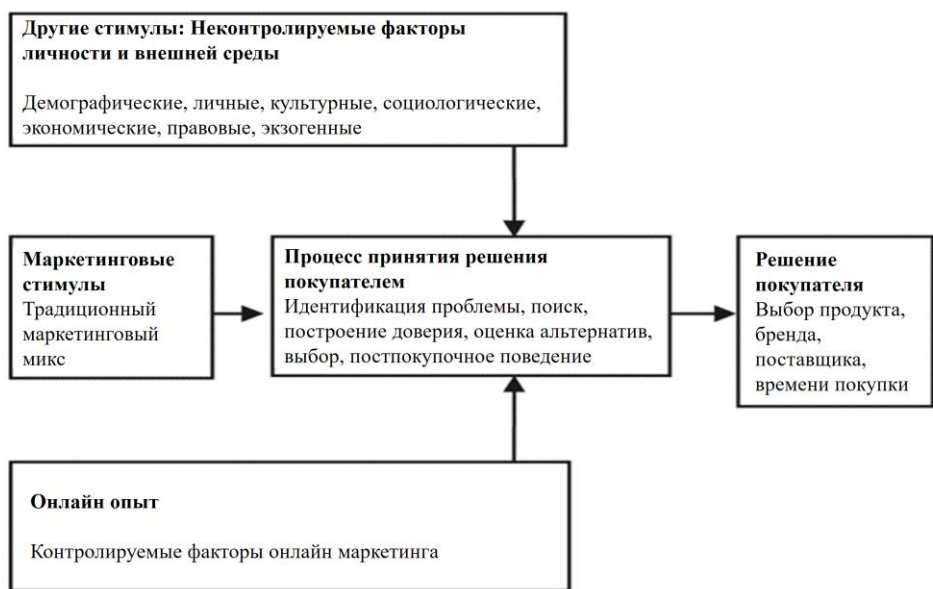 Другие стимулы: Неконтролируемые факторы
личности и внешней среды
Демографические, личные, культурные, социологические,
экономические, правовые, экзогенные
Маркетинговые
стимулы
Традиционный
маркетинговый
микс
Процесс принятия решения
покупателем
Идентификация проблемы, поиск,
построение доверия, оценка альтернатив,
выбор, постпокупочное поведение
Решение
покупателя
Выбор продукта,
бренда,
поставщика,
времени покупки
Онлайн опыт
Контролируемые факторы онлайн маркетинга